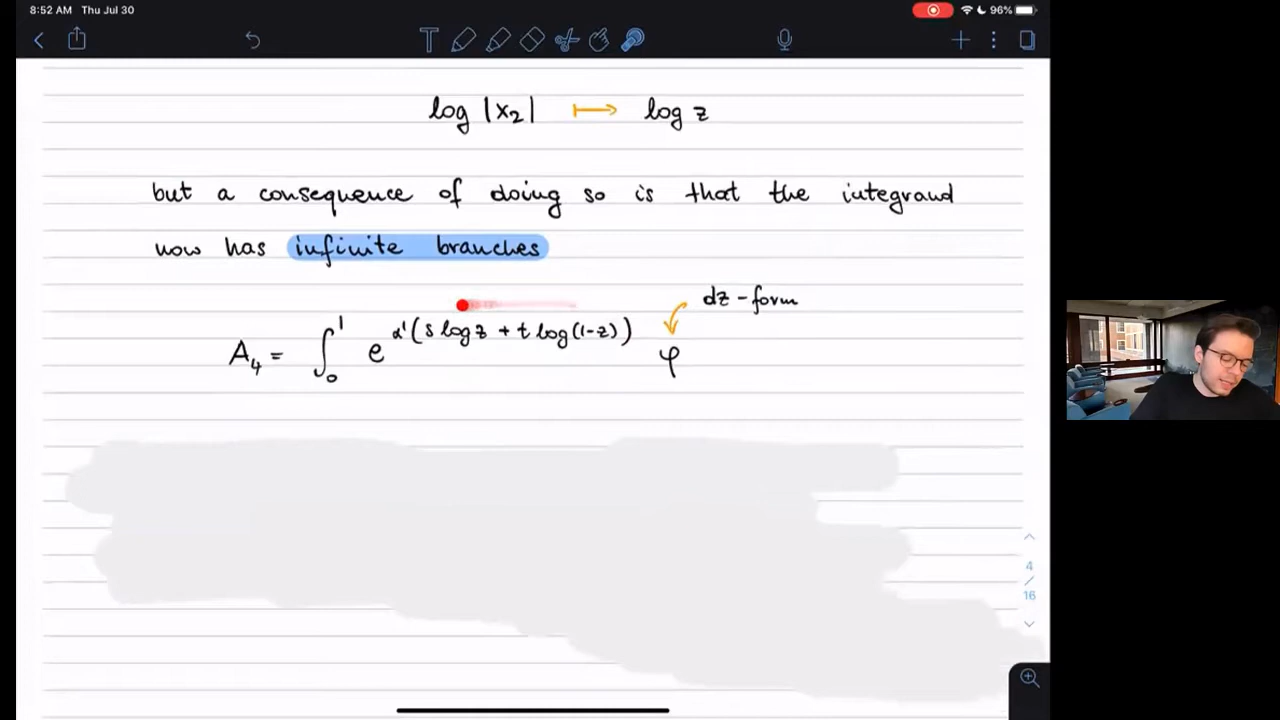 8:52 AM Thu Jul 30
96%
log |x₂| ⟼ log z
but a consequence of doing so is that the integrand
now has infinite branches
dz-form
A₄ = ∫₀¹ e^{α'(s log z + t log(1-z))} φ
4
/
16